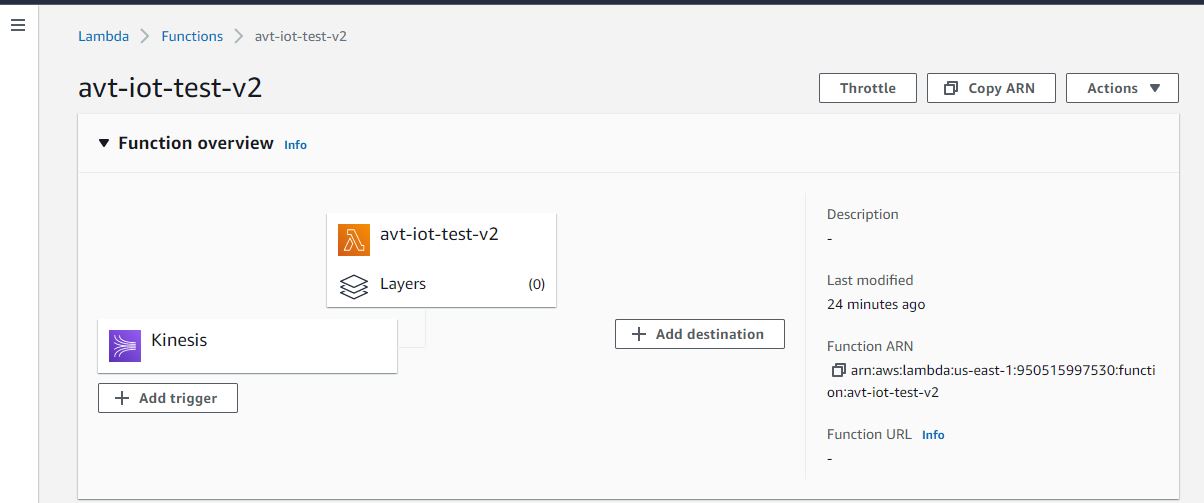 Lambda > Functions > avt-iot-test-v2
avt-iot-test-v2
Throttle
Copy ARN
Actions
Function overview Info
avt-iot-test-v2
Layers (0)
Kinesis
+ Add trigger
+ Add destination
Description
-
Last modified
24 minutes ago
Function ARN
arn:aws:lambda:us-east-1:950515997530:functi
on:avt-iot-test-v2
Function URL Info
-